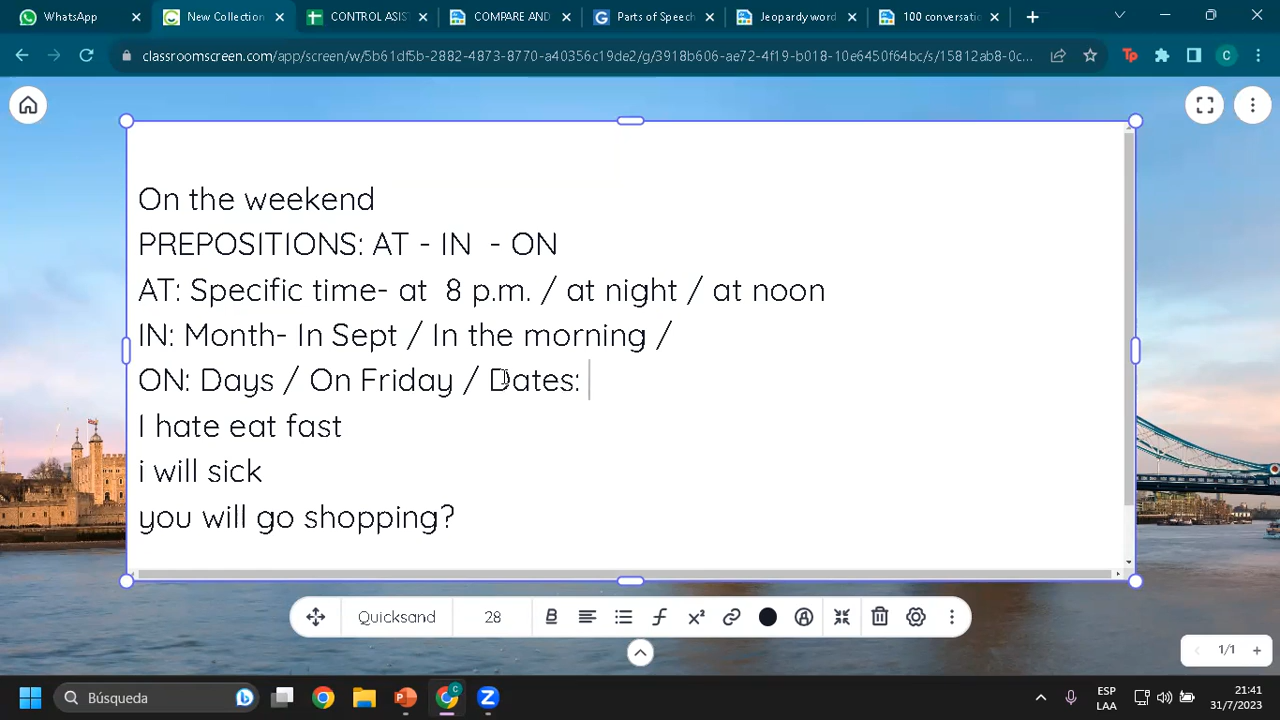 WhatsApp
New Collection
CONTROL ASIS
COMPARE AND
Parts of Speech
Jeopardy word
100 conversatio
classroomscreen.com/app/screen/w/5b61df5b-2882-4873-8770-a40356c19de2/g/3918b606-ae72-4f19-b018-10e6450f64bc/s/15812ab8-0c...
On the weekend
PREPOSITIONS: AT - IN - ON
AT: Specific time- at 8 p.m. / at night / at noon
IN: Month- In Sept / In the morning /
ON: Days / On Friday / Dates:
I hate eat fast
i will sick
you will go shopping?
Quicksand
28
1/1
Búsqueda
ESP
LAA
21:41
31/7/2023